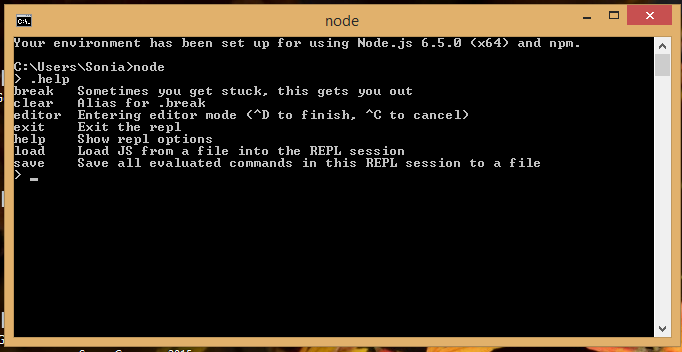 node
Your environment has been set up for using Node.js 6.5.0 (x64) and npm.
C:\Users\Sonia>node
> .help
break   Sometimes you get stuck, this gets you out
clear   Alias for .break
editor  Entering editor mode (^D to finish, ^C to cancel)
exit    Exit the repl
help    Show repl options
load    Load JS from a file into the REPL session
save    Save all evaluated commands in this REPL session to a file
> _